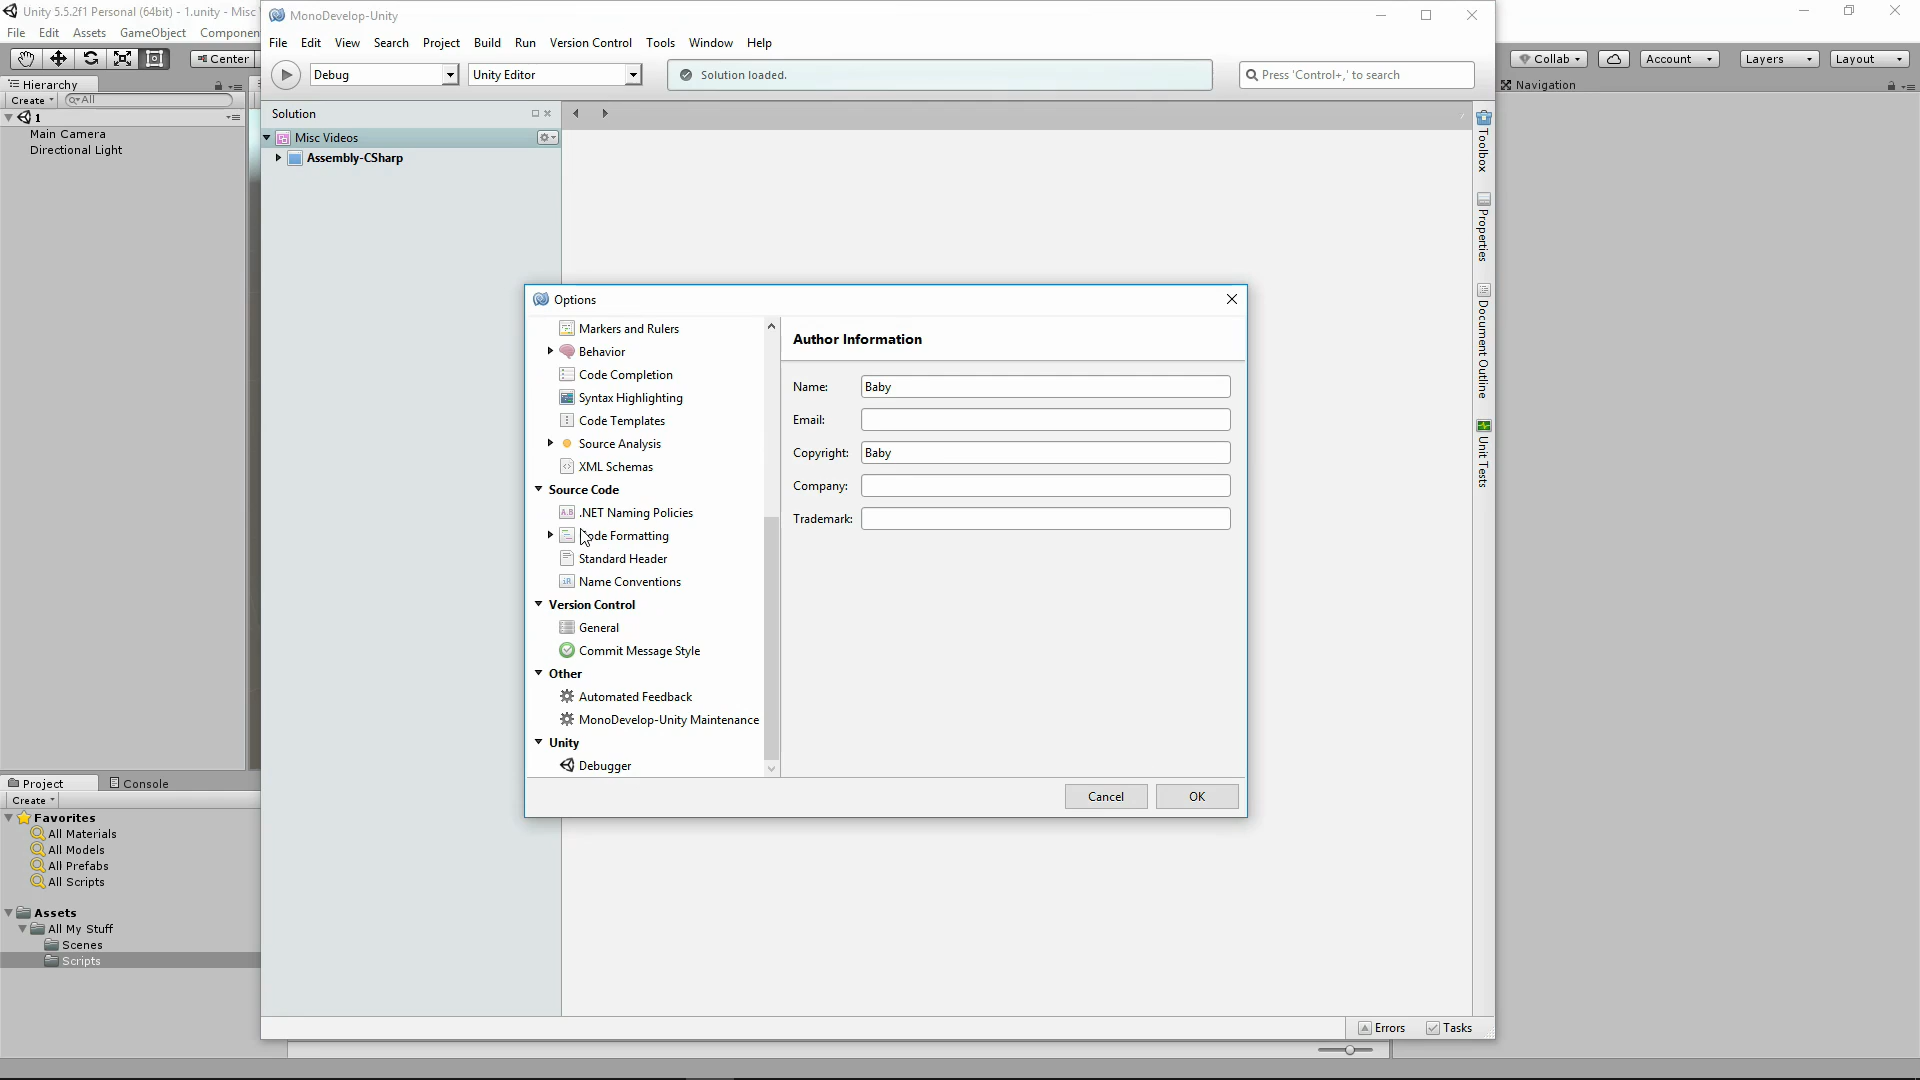 Unity 5.5.2f1 Personal (64bit) - 1.unity - Misc
File Edit Assets GameObject Componen
Center
Hierarchy
Create All
1
Main Camera
Directional Light
MonoDevelop-Unity
File Edit View Search Project Build Run Version Control Tools Window Help
Debug Unity Editor Solution loaded. Press 'Control+,' to search
Solution
Misc Videos
Assembly-CSharp
Collab Account Layers Layout
Navigation
Toolbox
Properties
Document Outline
Unit Tests
Options
Markers and Rulers
Behavior
Code Completion
Syntax Highlighting
Code Templates
Source Analysis
XML Schemas
Source Code
.NET Naming Policies
Code Formatting
Standard Header
Name Conventions
Version Control
General
Commit Message Style
Other
Automated Feedback
MonoDevelop-Unity Maintenance
Unity
Debugger
Author Information
Name: Baby
Email:
Copyright: Baby
Company:
Trademark:
Cancel OK
Project Console
Create
Favorites
All Materials
All Models
All Prefabs
All Scripts
Assets
All My Stuff
Scenes
Scripts
Errors Tasks